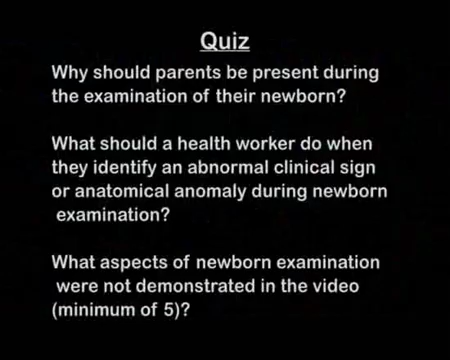 Quiz
Why should parents be present during
the examination of their newborn?
What should a health worker do when
they identify an abnormal clinical sign
or anatomical anomaly during newborn
examination?
What aspects of newborn examination
were not demonstrated in the video
(minimum of 5)?